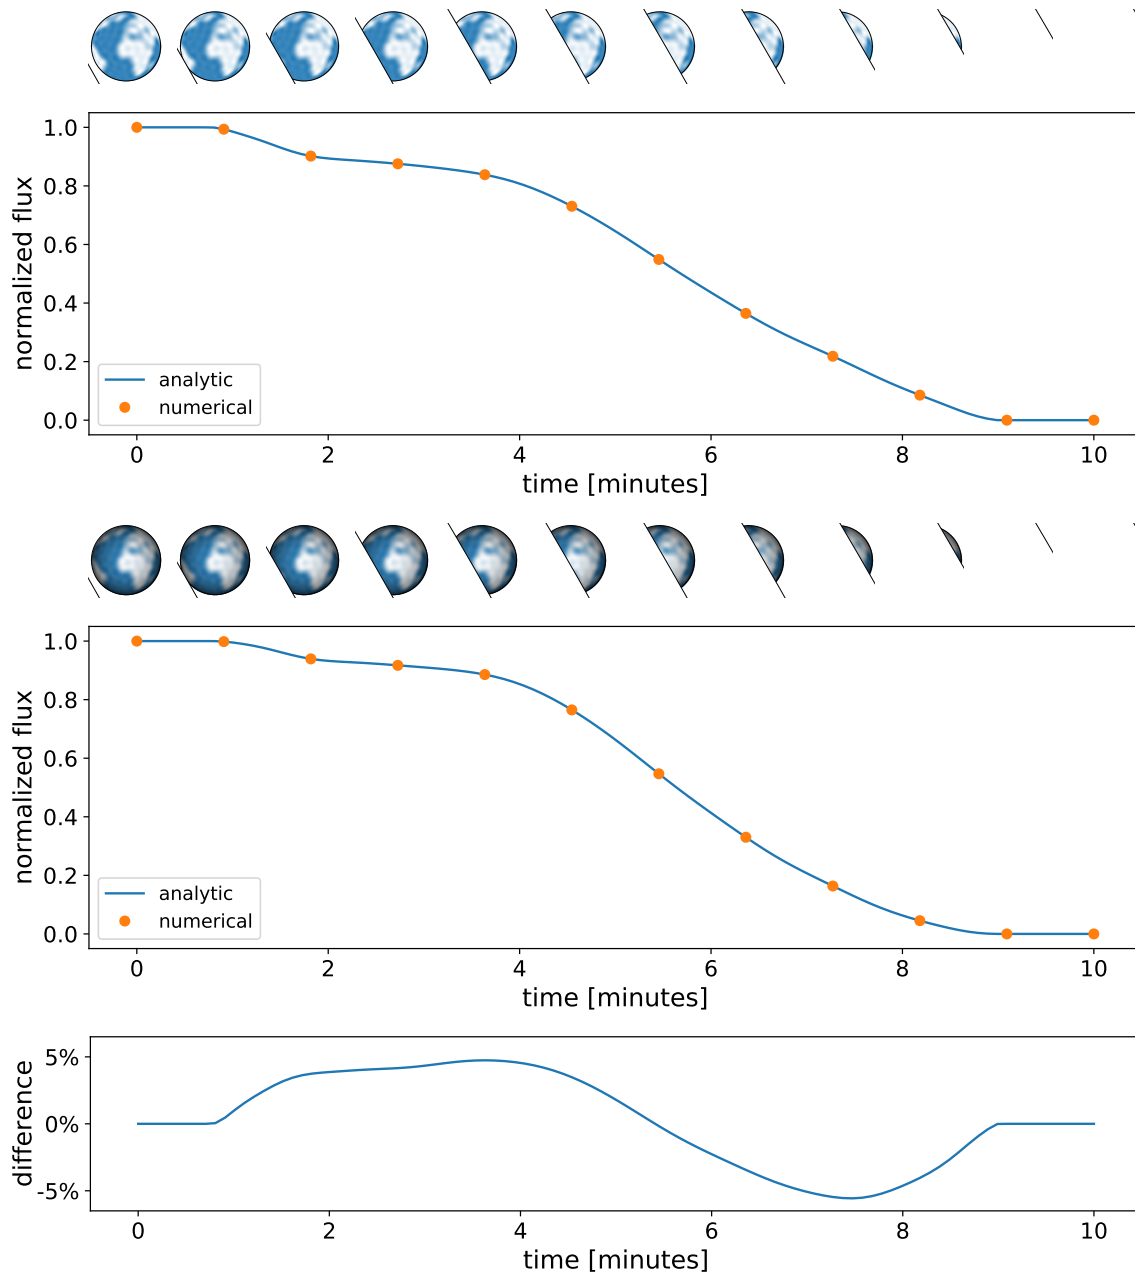 1.0
0.8
0.6
0.4
0.2
0.0
normalized flux
analytic
numerical
0 2 4 6 8 10
time [minutes]
1.0
0.8
0.6
0.4
0.2
0.0
normalized flux
analytic
numerical
0 2 4 6 8 10
time [minutes]
5%
0%
-5%
difference
0 2 4 6 8 10
time [minutes]